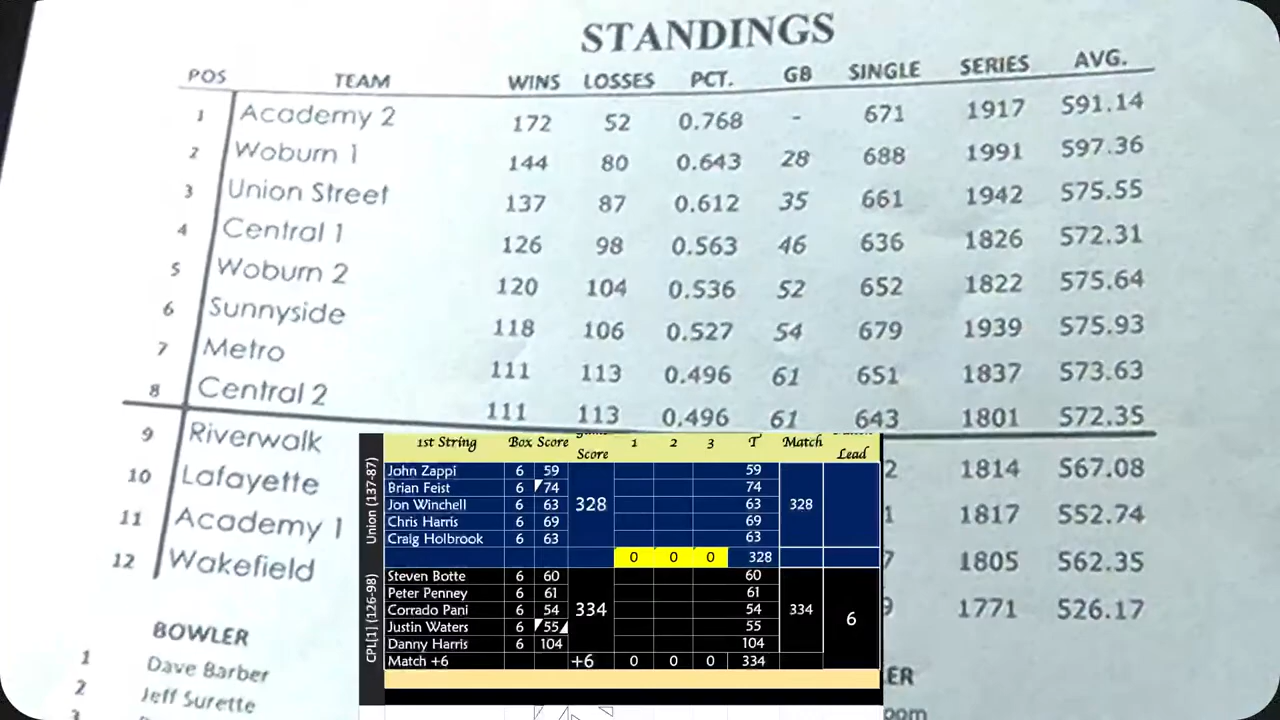 STANDINGS
POS TEAM WINS LOSSES PCT. GB SINGLE SERIES AVG.
1 Academy 2 172 52 0.768 - 671 1917 591.14
2 Woburn 1 144 80 0.643 28 688 1991 597.36
3 Union Street 137 87 0.612 35 661 1942 575.55
4 Central 1 126 98 0.563 46 636 1826 572.31
5 Woburn 2 120 104 0.536 52 652 1822 575.64
6 Sunnyside 118 106 0.527 54 679 1939 575.93
7 Metro 111 113 0.496 61 651 1837 573.63
8 Central 2 111 113 0.496 61 643 1801 572.35
9 Riverwalk 2 1814 567.08
10 Lafayette 1 1817 552.74
11 Academy 1 7 1805 562.35
12 Wakefield 9 1771 526.17
BOWLER
1 Dave Barber
2 Jeff Surette
3
ER
oom
Union (137-87)
1st String Box Score Score 1 2 3 T Match Lead
John Zappi 6 59 59
Brian Feist 6 74 74
Jon Winchell 6 63 328 63 328
Chris Harris 6 69 69
Craig Holbrook 6 63 63
0 0 0 328
CPL[1] (126-98)
Steven Botte 6 60 60
Peter Penney 6 61 61
Corrado Pani 6 54 334 54 334 6
Justin Waters 6 55 55
Danny Harris 6 104 104
Match +6 +6 0 0 0 334